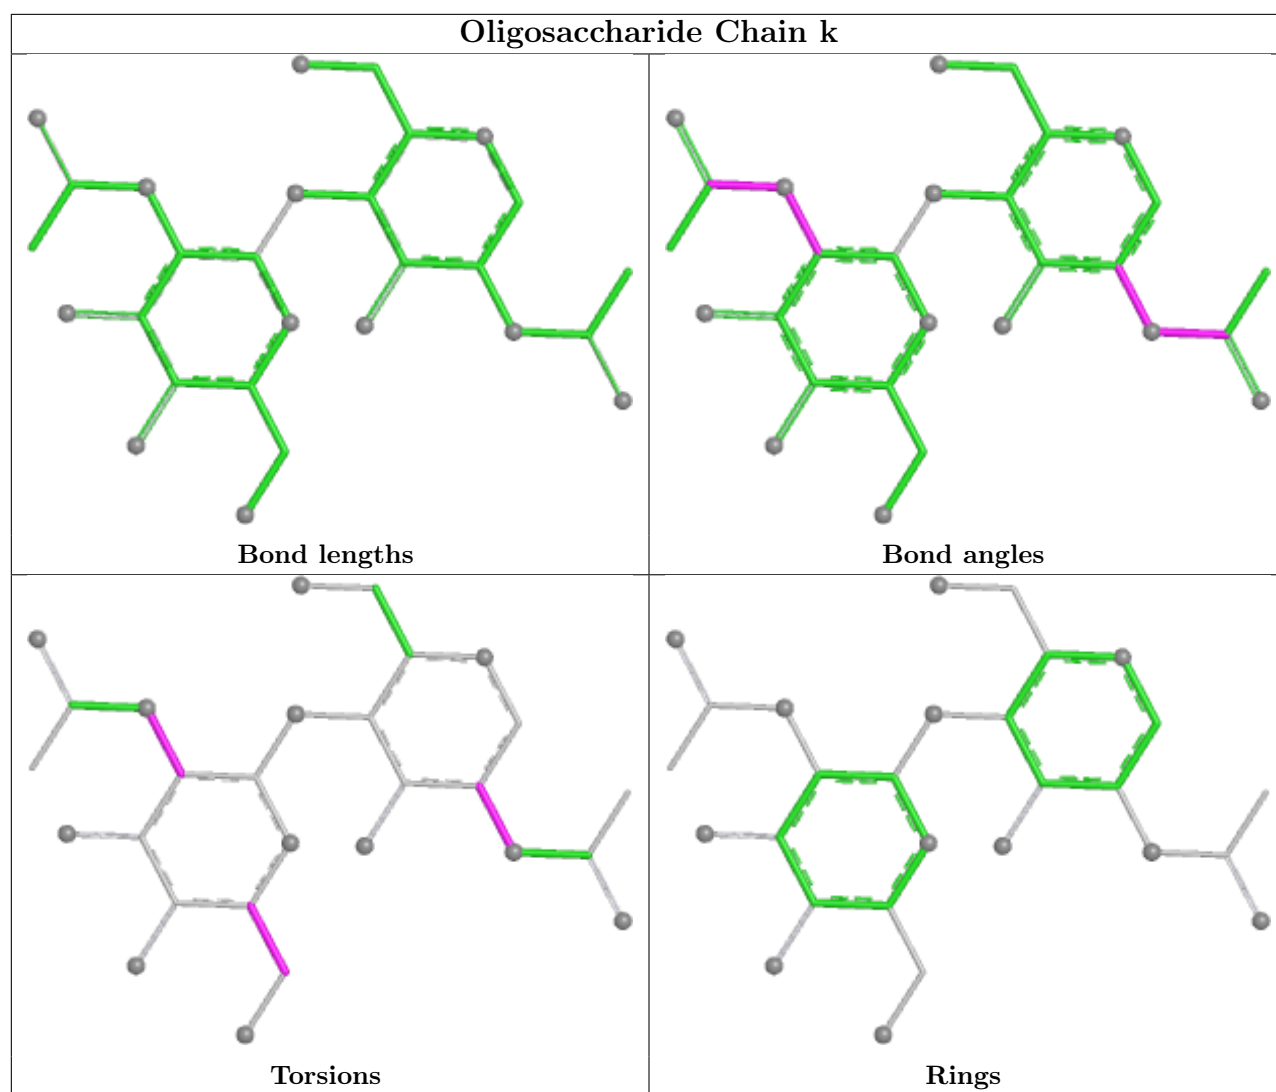 Oligosaccharide Chain k
Bond lengths
Bond angles
Torsions
Rings